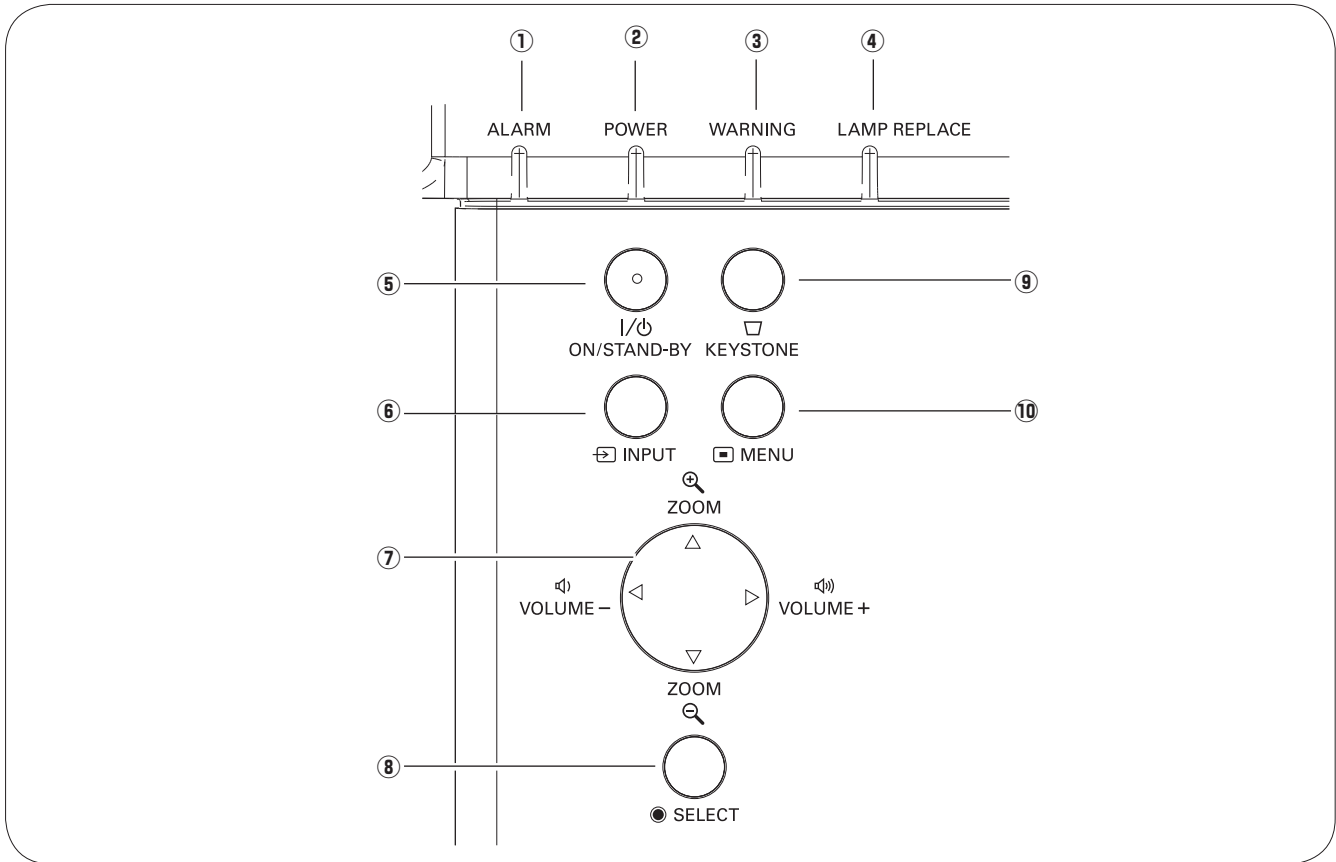 ① ② ③ ④
ALARM POWER WARNING LAMP REPLACE
⑤ ⑨
I/⏻
ON/STAND-BY KEYSTONE
⑥ ⑩
INPUT MENU
ZOOM
⑦
VOLUME – VOLUME +
ZOOM
⑧
SELECT